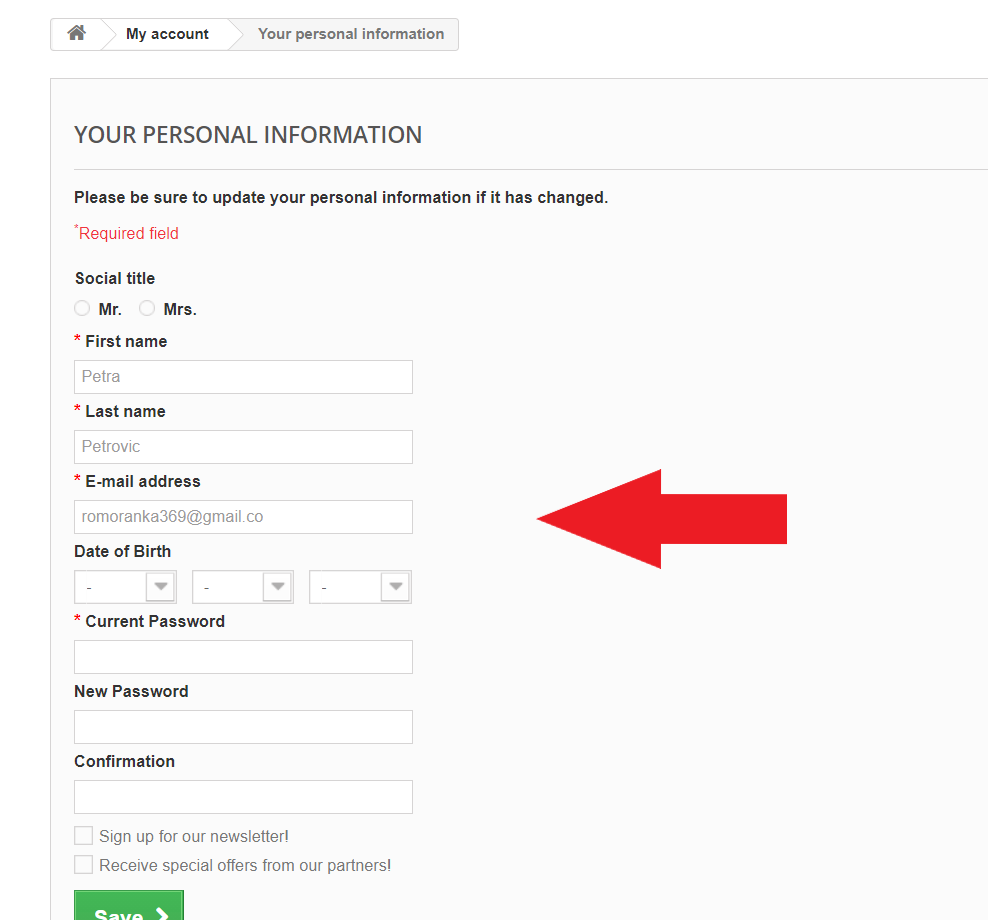 My account Your personal information
YOUR PERSONAL INFORMATION
Please be sure to update your personal information if it has changed.
*Required field
Social title
Mr. Mrs.
* First name
Petra
* Last name
Petrovic
* E-mail address
romoranka369@gmail.co
Date of Birth
- - -
* Current Password
New Password
Confirmation
Sign up for our newsletter!
Receive special offers from our partners!
Save